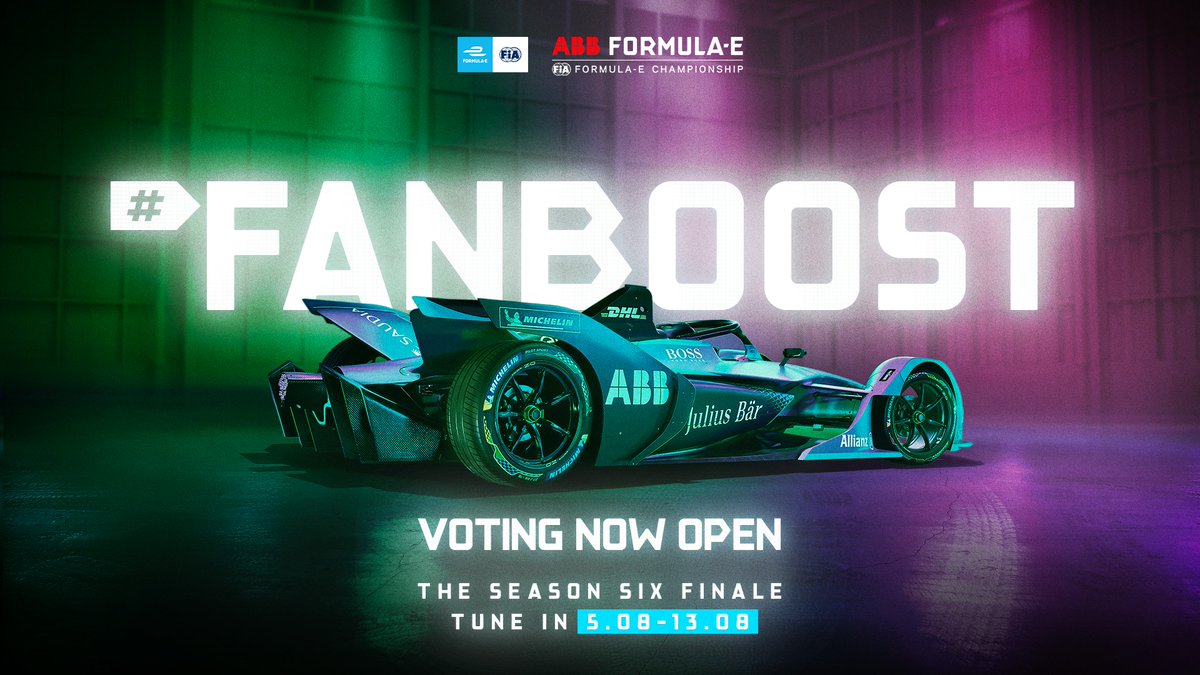 FORMULA-E
FIA
ABB FORMULA-E
FIA FORMULA-E CHAMPIONSHIP
#FANBOOST
SAUDIA
MICHELIN
DHL
BOSS
MICHELIN
ABB
Julius Bär
Allianz
VOTING NOW OPEN
THE SEASON SIX FINALE
TUNE IN 5.08-13.08